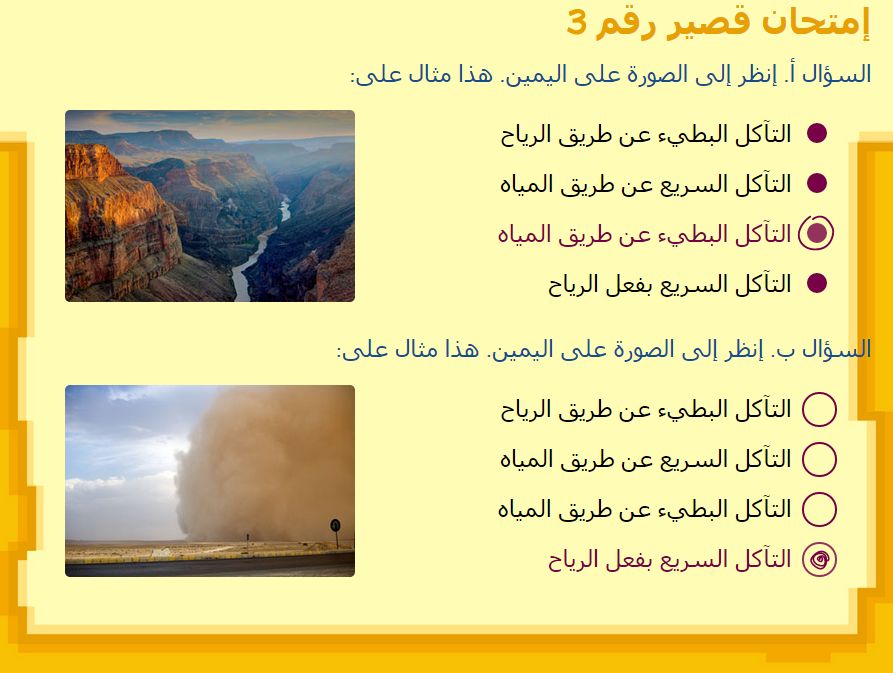 إمتحان قصير رقم 3
السؤال أ. إنظر إلى الصورة على اليمين. هذا مثال على:
التآكل البطيء عن طريق الرياح
التآكل السريع عن طريق المياه
التآكل البطيء عن طريق المياه
التآكل السريع بفعل الرياح
السؤال ب. إنظر إلى الصورة على اليمين. هذا مثال على:
التآكل البطيء عن طريق الرياح
التآكل السريع عن طريق المياه
التآكل البطيء عن طريق المياه
التآكل السريع بفعل الرياح